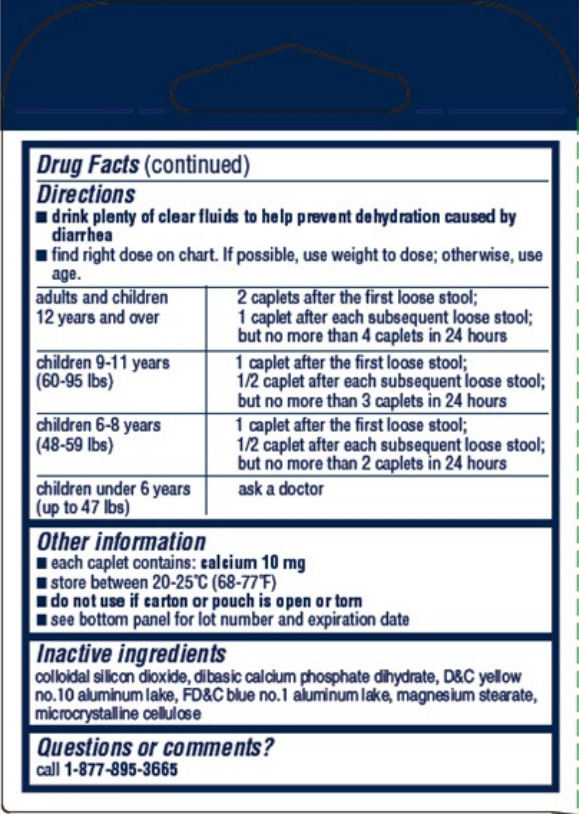 Drug Facts (continued)
Directions
■ drink plenty of clear fluids to help prevent dehydration caused by
diarrhea
■ find right dose on chart. If possible, use weight to dose; otherwise, use
age.
adults and children
12 years and over
2 caplets after the first loose stool;
1 caplet after each subsequent loose stool;
but no more than 4 caplets in 24 hours
children 9-11 years
(60-95 lbs)
1 caplet after the first loose stool;
1/2 caplet after each subsequent loose stool;
but no more than 3 caplets in 24 hours
children 6-8 years
(48-59 lbs)
1 caplet after the first loose stool;
1/2 caplet after each subsequent loose stool;
but no more than 2 caplets in 24 hours
children under 6 years
(up to 47 lbs)
ask a doctor
Other information
■ each caplet contains: calcium 10 mg
■ store between 20-25°C (68-77°F)
■ do not use if carton or pouch is open or torn
■ see bottom panel for lot number and expiration date
Inactive ingredients
colloidal silicon dioxide, dibasic calcium phosphate dihydrate, D&C yellow
no.10 aluminum lake, FD&C blue no.1 aluminum lake, magnesium stearate,
microcrystalline cellulose
Questions or comments?
call 1-877-895-3665